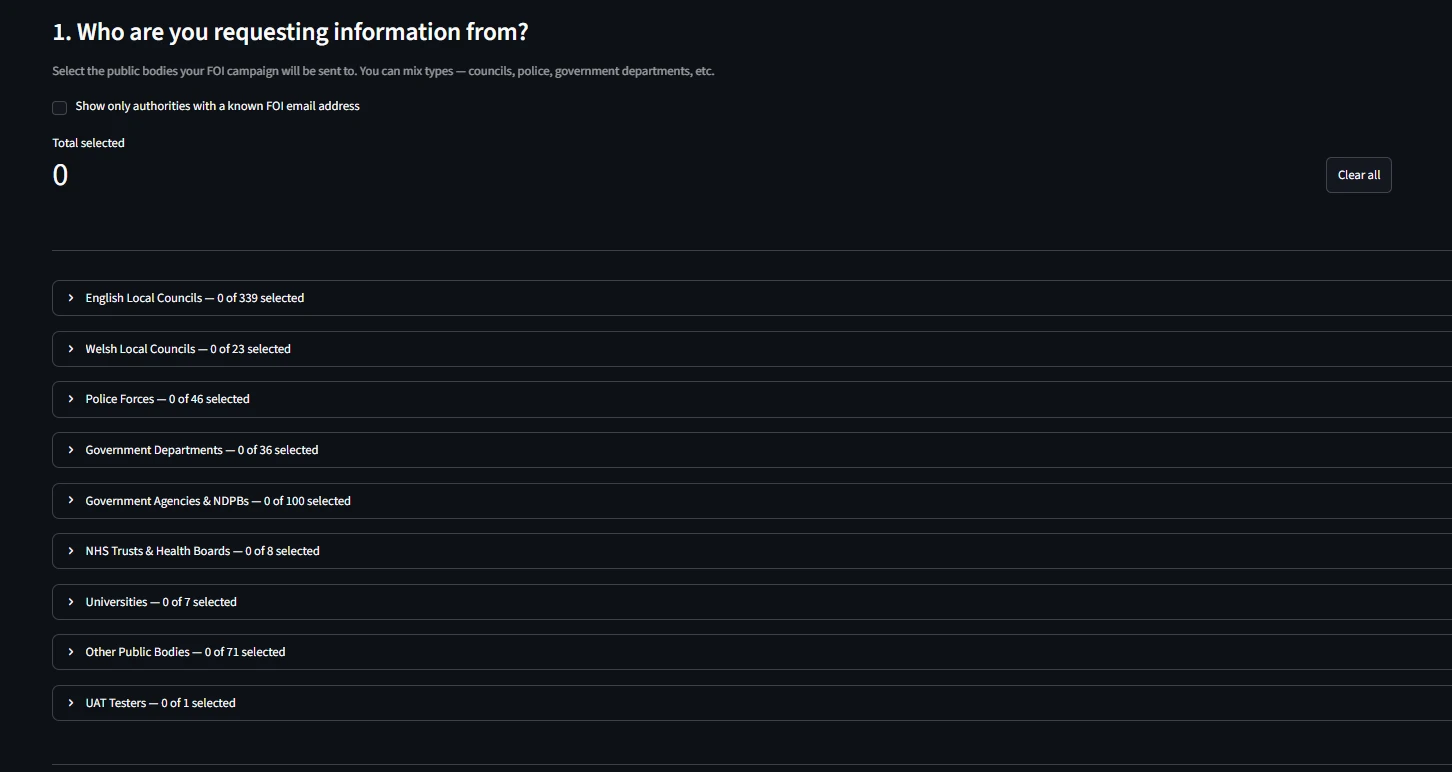 1. Who are you requesting information from?
Select the public bodies your FOI campaign will be sent to. You can mix types — councils, police, government departments, etc.
Show only authorities with a known FOI email address
Total selected
0
Clear all
English Local Councils — 0 of 339 selected
Welsh Local Councils — 0 of 23 selected
Police Forces — 0 of 46 selected
Government Departments — 0 of 36 selected
Government Agencies & NDPBs — 0 of 100 selected
NHS Trusts & Health Boards — 0 of 8 selected
Universities — 0 of 7 selected
Other Public Bodies — 0 of 71 selected
UAT Testers — 0 of 1 selected